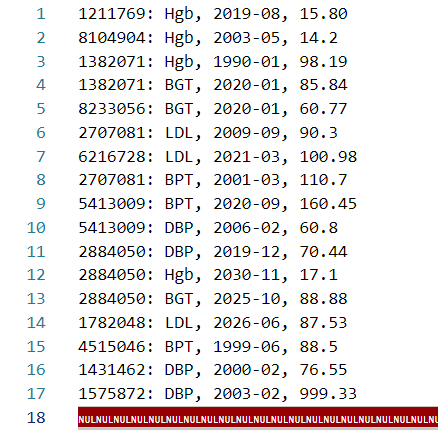 1 1211769: Hgb, 2019-08, 15.80
2 8104904: Hgb, 2003-05, 14.2
3 1382071: Hgb, 1990-01, 98.19
4 1382071: BGT, 2020-01, 85.84
5 8233056: BGT, 2020-01, 60.77
6 2707081: LDL, 2009-09, 90.3
7 6216728: LDL, 2021-03, 100.98
8 2707081: BPT, 2001-03, 110.7
9 5413009: BPT, 2020-09, 160.45
10 5413009: DBP, 2006-02, 60.8
11 2884050: DBP, 2019-12, 70.44
12 2884050: Hgb, 2030-11, 17.1
13 2884050: BGT, 2025-10, 88.88
14 1782048: LDL, 2026-06, 87.53
15 4515046: BPT, 1999-06, 88.5
16 1431462: DBP, 2000-02, 76.55
17 1575872: DBP, 2003-02, 999.33
18 NULNULNULNULNULNULNULNULNULNULNULNULNULNULNULNULNULNULNULNUL